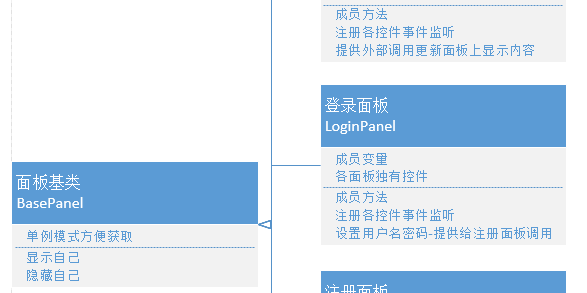 成员方法
注册各控件事件监听
提供外部调用更新面板上显示内容
登录面板
LoginPanel
成员变量
各面板独有控件
成员方法
注册各控件事件监听
设置用户名密码-提供给注册面板调用
面板基类
BasePanel
单例模式方便获取
显示自己
隐藏自己
注册面板